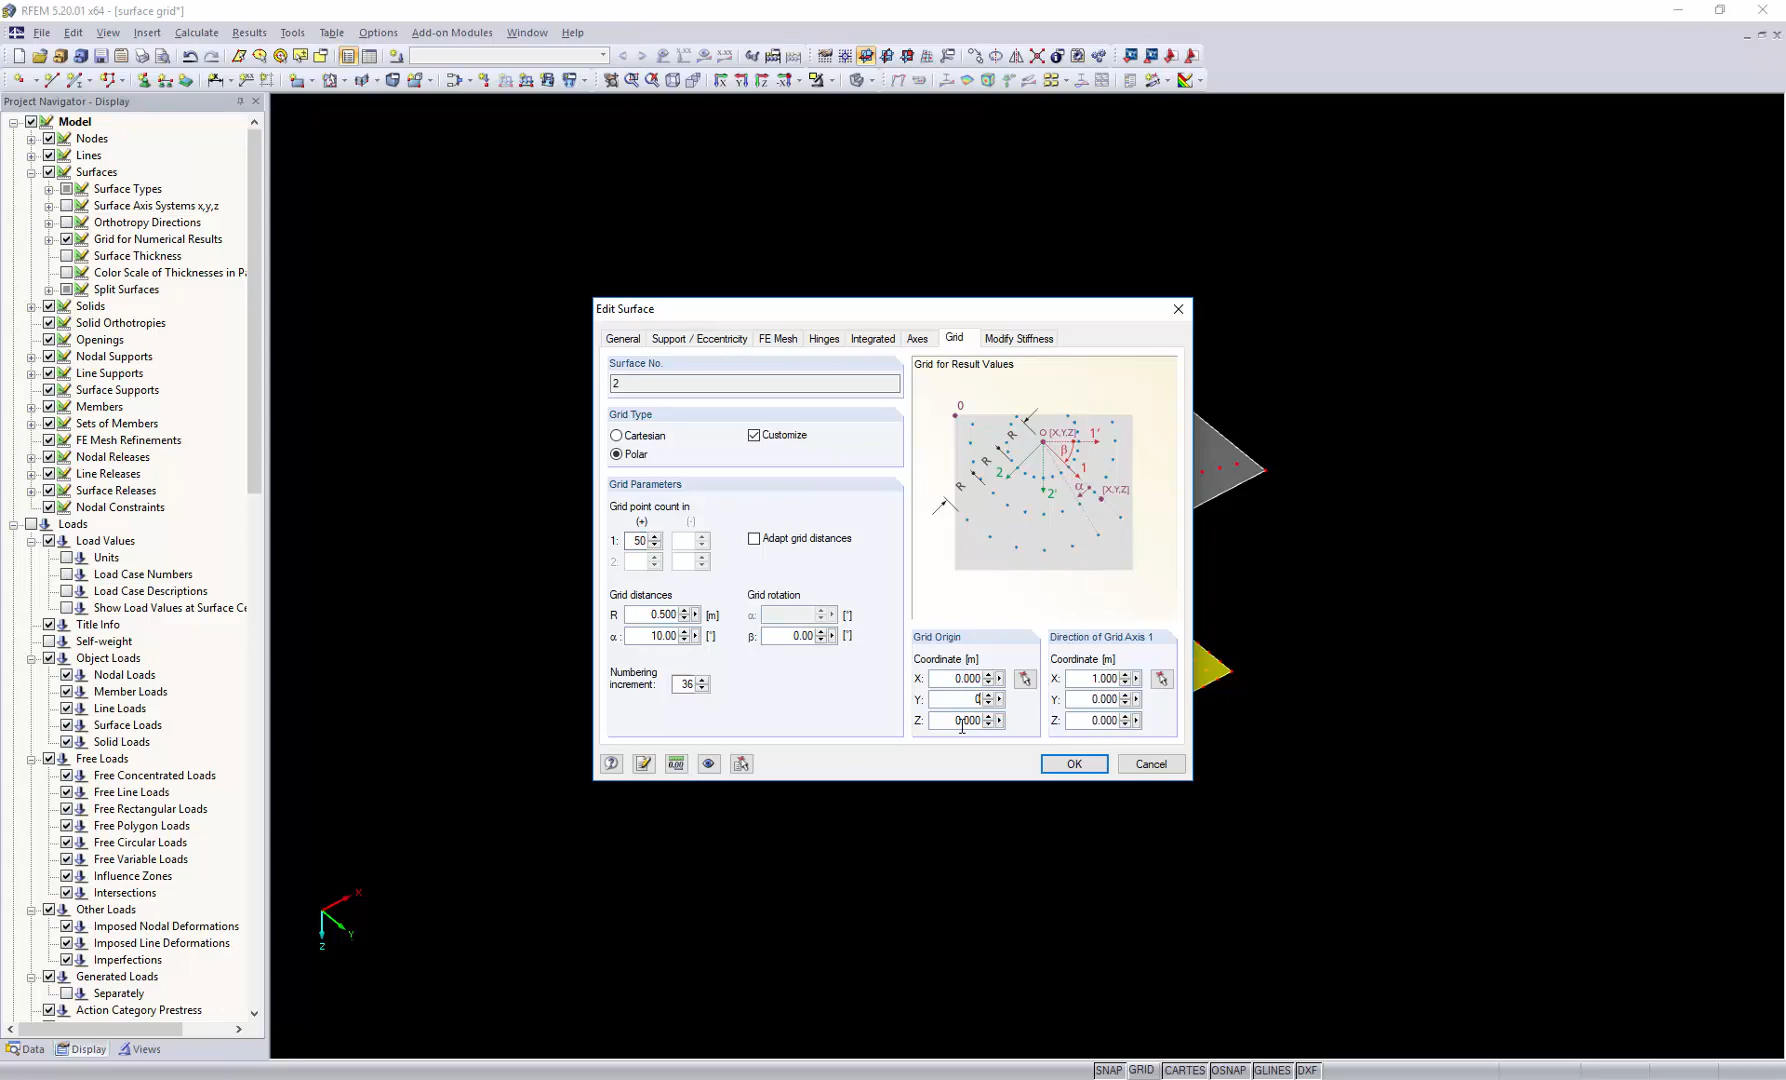 RFEM 5.20.01 x64 - [surface grid*]
File Edit View Insert Calculate Results Tools Table Options Add-on Modules Window Help
Project Navigator - Display
Model
Nodes
Lines
Surfaces
Surface Types
Surface Axis Systems x,y,z
Orthotropy Directions
Grid for Numerical Results
Surface Thickness
Color Scale of Thicknesses in Pa
Split Surfaces
Solids
Solid Orthotropies
Openings
Nodal Supports
Line Supports
Surface Supports
Members
Sets of Members
FE Mesh Refinements
Nodal Releases
Line Releases
Surface Releases
Nodal Constraints
Loads
Load Values
Units
Load Case Numbers
Load Case Descriptions
Show Load Values at Surface Ce
Title Info
Self-weight
Object Loads
Nodal Loads
Member Loads
Line Loads
Surface Loads
Solid Loads
Free Loads
Free Concentrated Loads
Free Line Loads
Free Rectangular Loads
Free Polygon Loads
Free Circular Loads
Free Variable Loads
Influence Zones
Intersections
Other Loads
Imposed Nodal Deformations
Imposed Line Deformations
Imperfections
Generated Loads
Separately
Action Category Prestress
Data Display Views
X
Y
Z
Edit Surface
General Support / Eccentricity FE Mesh Hinges Integrated Axes Grid Modify Stiffness
Surface No.
2
Grid Type
Cartesian Customize
Polar
Grid Parameters
Grid point count in
(+) (-)
1: 50 Adapt grid distances
2:
Grid distances Grid rotation
R 0.500 [m] α: [°]
α: 10.00 [°] β: 0.00 [°]
Numbering
increment: 36
Grid for Result Values
0
O [X,Y,Z] 1'
R β
R 2 1
R 2' α [X,Y,Z]
Grid Origin
Coordinate [m]
X: 0.000
Y: 0
Z: 0.000
Direction of Grid Axis 1
Coordinate [m]
X: 1.000
Y: 0.000
Z: 0.000
OK Cancel
SNAP GRID CARTES OSNAP GLINES DXF